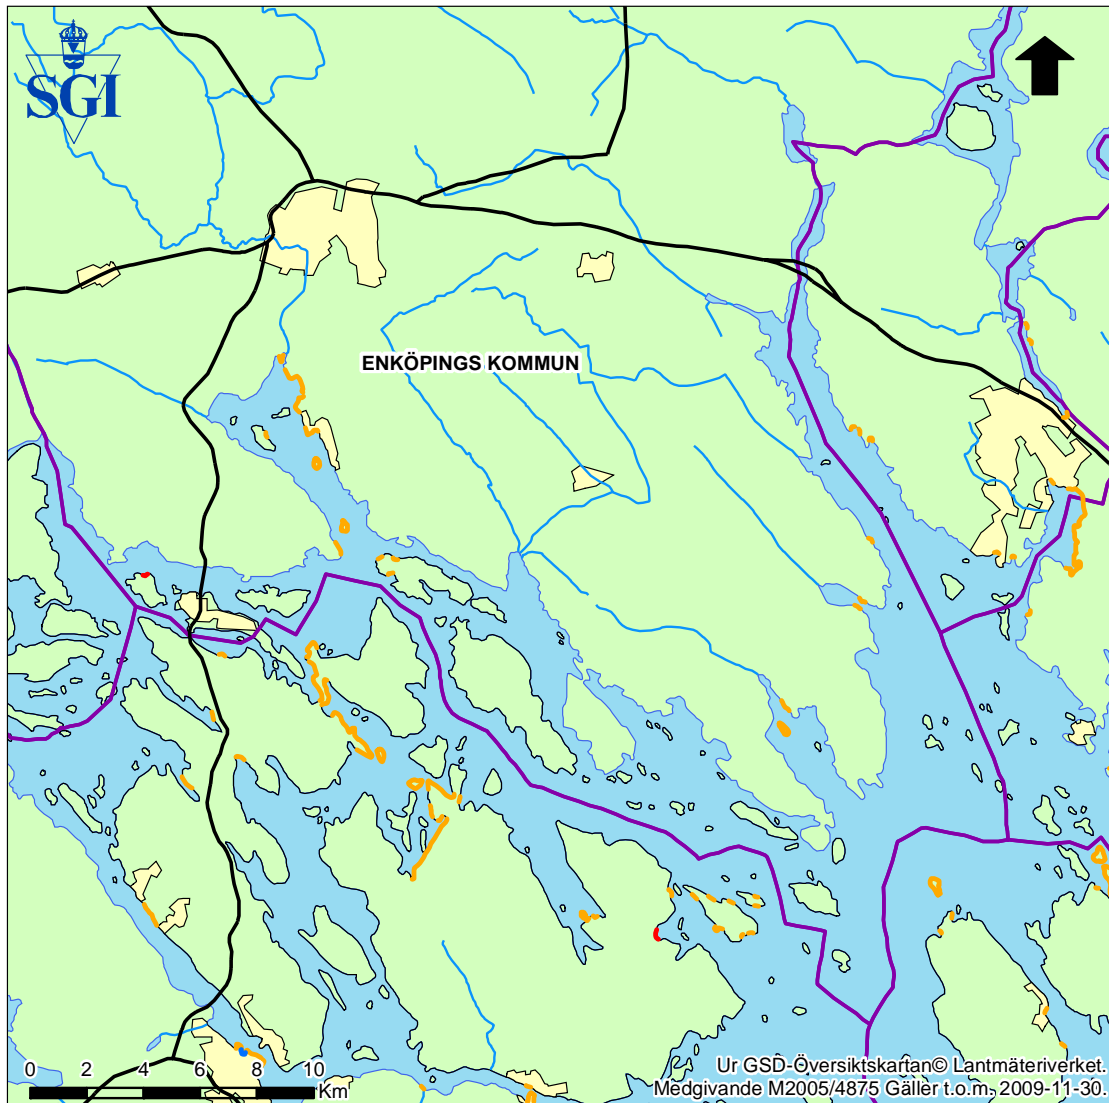 SGI
ENKÖPINGS KOMMUN
0 2 4 6 8 10
Km
Ur GSD-Översiktskartan© Lantmäteriverket.
Medgivande M2005/4875 Gäller t.o.m. 2009-11-30.